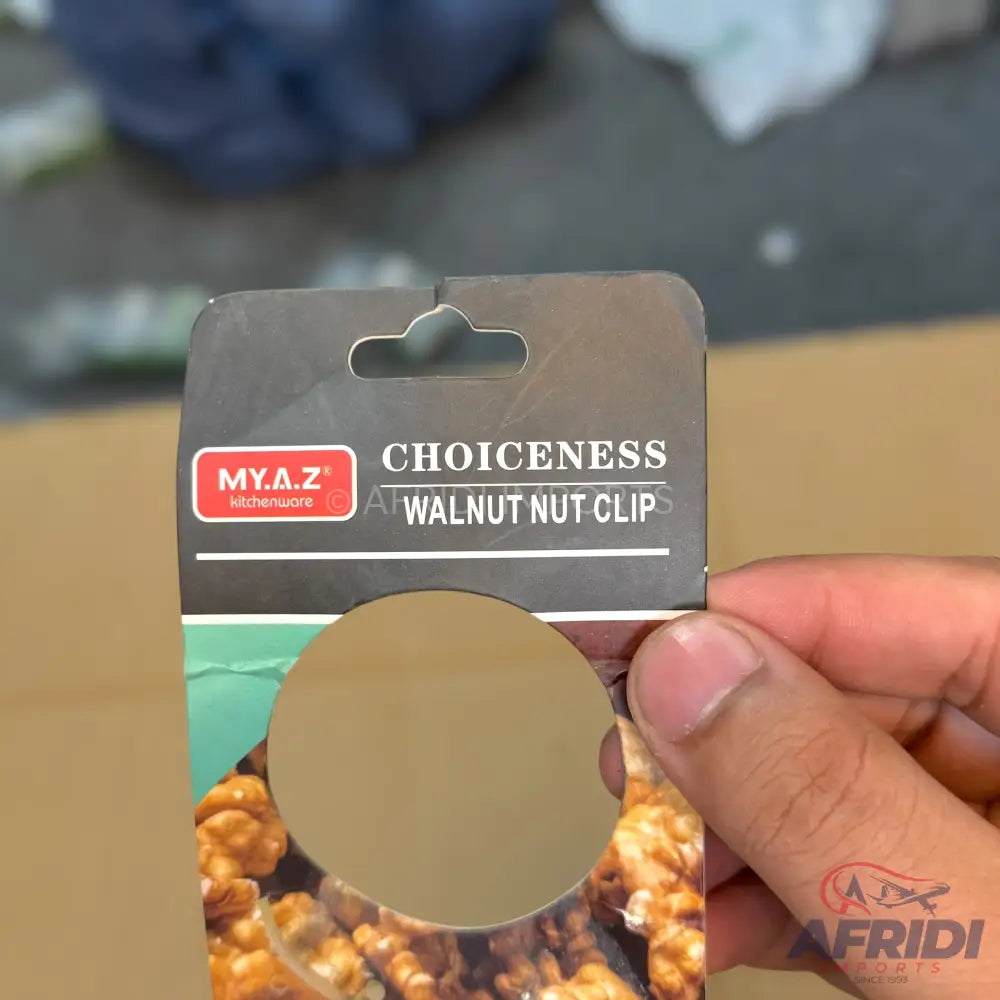 CHOICENESS
MY.A.Z®
kitchenware
WALNUT NUT CLIP
© AFRIDI IMPORTS
AFRIDI
IMPORTS
SINCE 1993